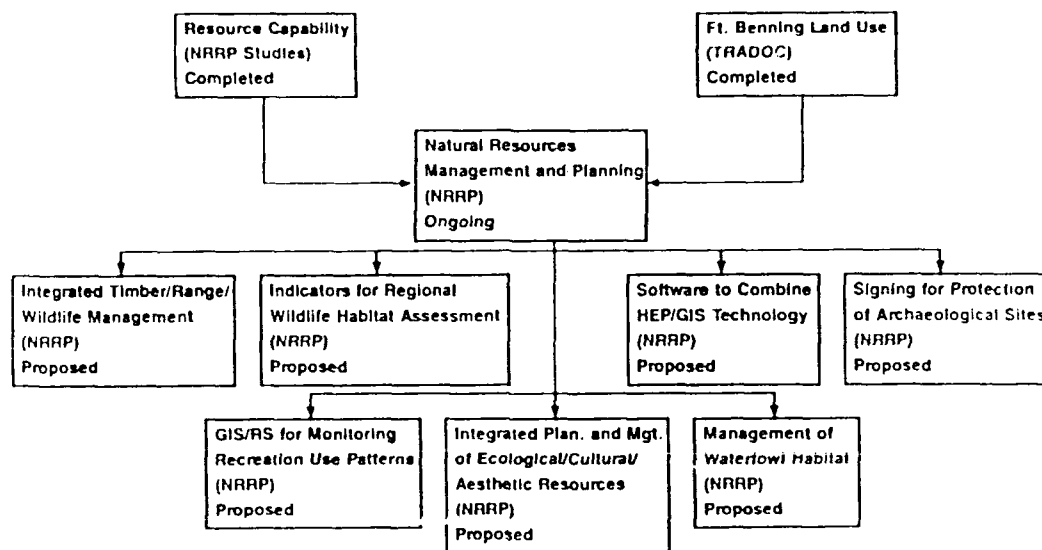 Resource Capability
(NRRP Studies)
Completed
Ft. Benning Land Use
(TRADOC)
Completed
Natural Resources
Management and Planning
(NRRP)
Ongoing
Integrated Timber/Range/
Wildlife Management
(NRRP)
Proposed
Indicators for Regional
Wildlife Habitat Assessment
(NRRP)
Proposed
Software to Combine
HEP/GIS Technology
(NRRP)
Proposed
Signing for Protection
of Archaeological Sites
(NRRP)
Proposed
GIS/RS for Monitoring
Recreation Use Patterns
(NRRP)
Proposed
Integrated Plan. and Mgt.
of Ecological/Cultural/
Aesthetic Resources
(NRRP)
Proposed
Management of
Waterfowl Habitat
(NRRP)
Proposed